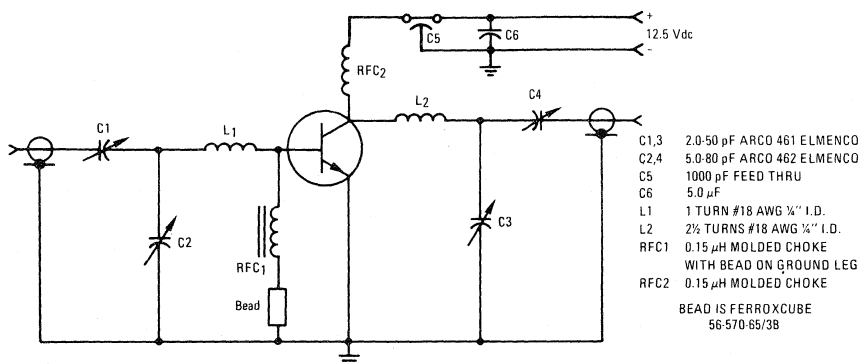 +
12.5 Vdc
–
C5
C6
RFC2
C4
L2
C1
L1
C2
C3
RFC1
Bead
C1,3 2.0-50 pF ARCO 461 ELMENCO
C2,4 5.0-80 pF ARCO 462 ELMENCO
C5 1000 pF FEED THRU
C6 5.0 µF
L1 1 TURN #18 AWG ¼" I.D.
L2 2½ TURNS #18 AWG ¼" I.D.
RFC1 0.15 µH MOLDED CHOKE
WITH BEAD ON GROUND LEG
RFC2 0.15 µH MOLDED CHOKE
BEAD IS FERROXCUBE
56-570-65/3B